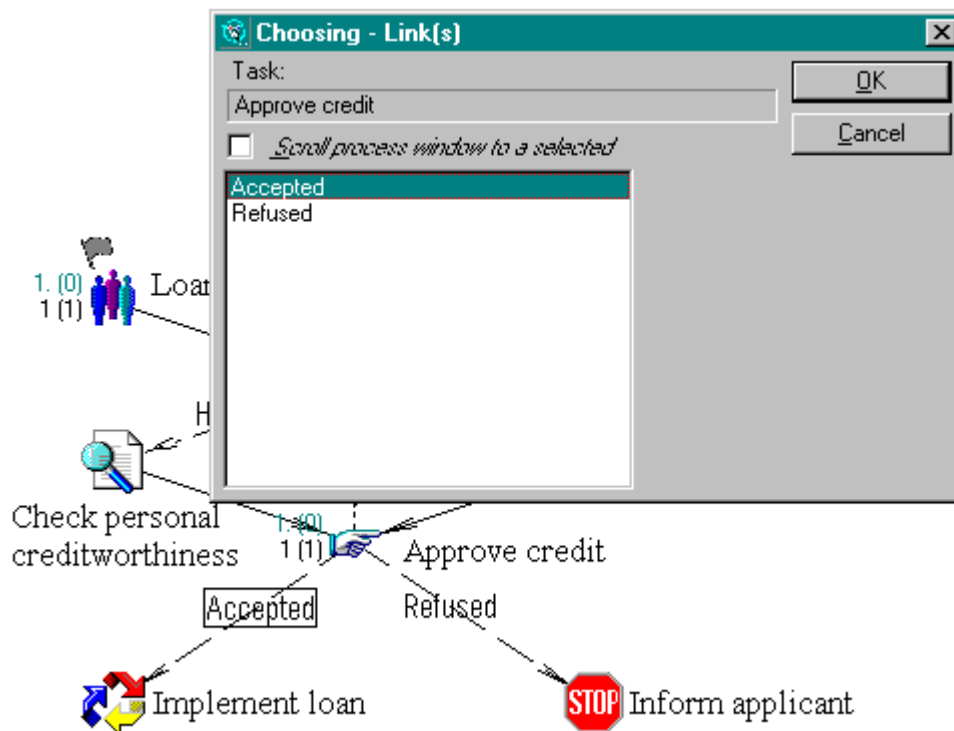 Choosing - Link(s)
Task:
OK
Approve credit
Cancel
Scroll process window to a selected
Accepted
Refused
1. (0)
1 (1)
Loan
H
Check personal
creditworthiness
1. (0)
1 (1)
Approve credit
Accepted
Refused
Implement loan
STOP
Inform applicant